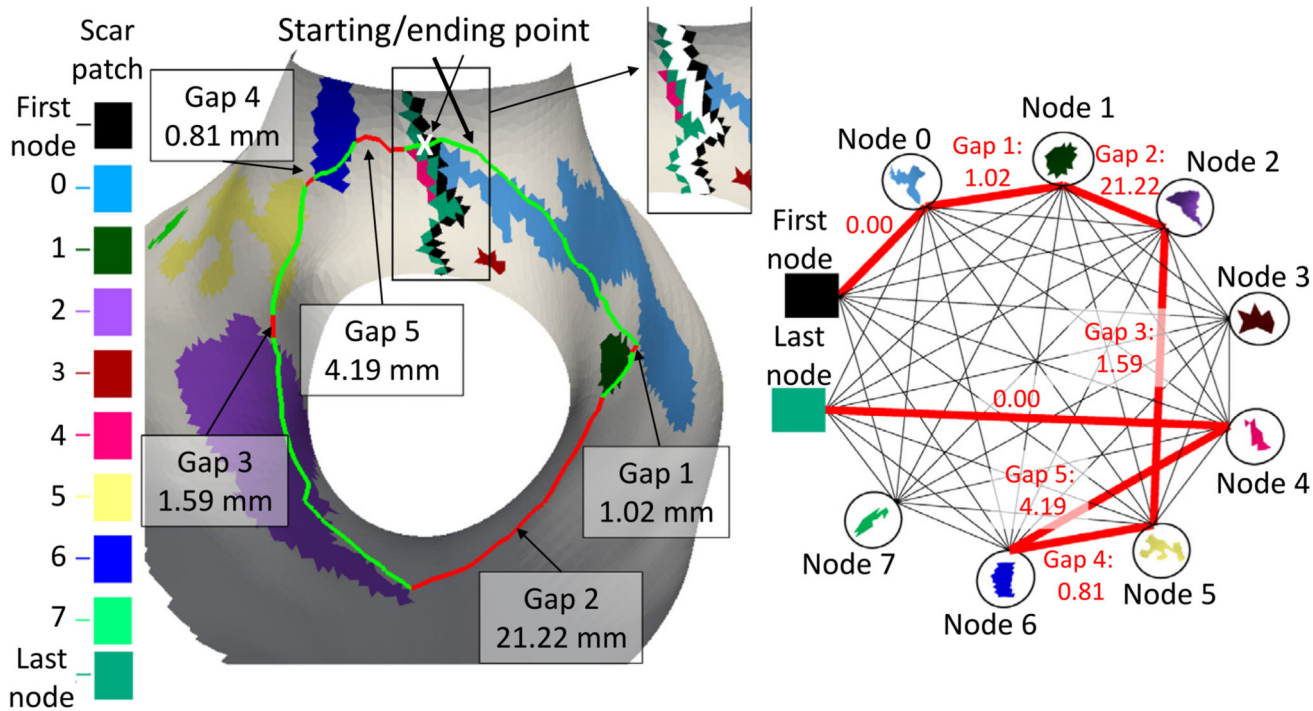 Scar
patch
First
node
0
1
2
3
4
5
6
7
Last
node
Starting/ending point
X
Gap 4
0.81 mm
Gap 5
4.19 mm
Gap 3
1.59 mm
Gap 1
1.02 mm
Gap 2
21.22 mm
Node 0
Node 1
Node 2
Node 3
Node 4
Node 5
Node 6
Node 7
First
node
Last
node
0.00
Gap 1:
1.02
Gap 2:
21.22
Gap 3:
1.59
0.00
Gap 5:
4.19
Gap 4:
0.81